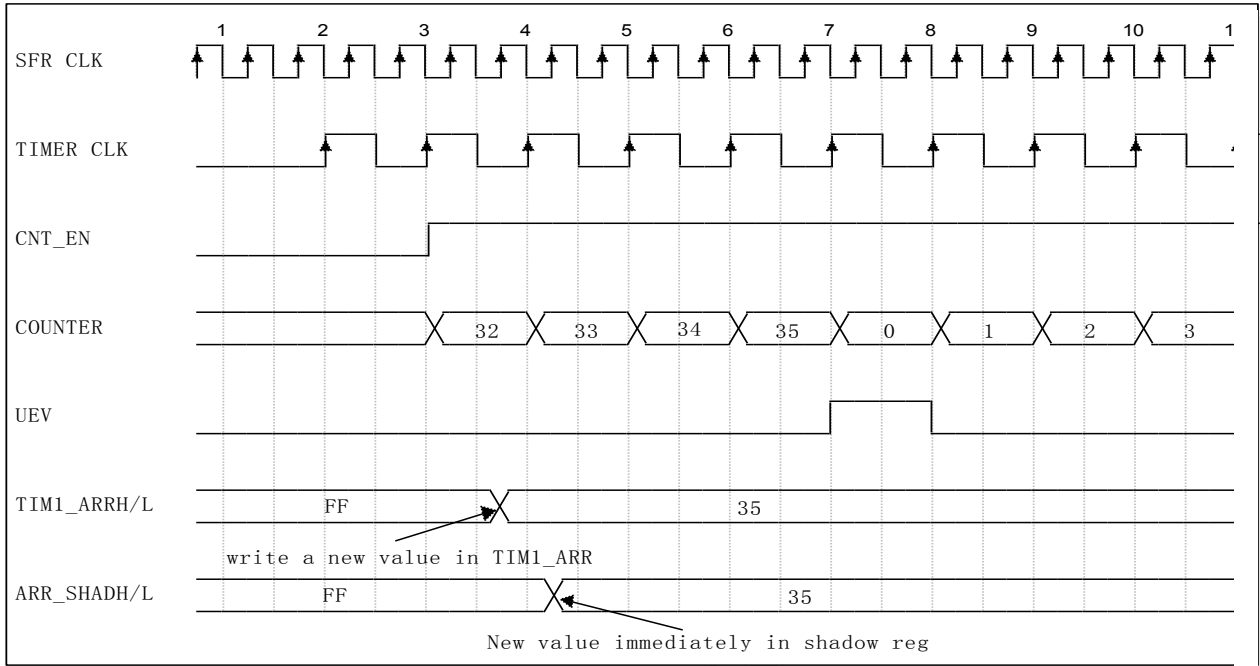 1 2 3 4 5 6 7 8 9 10 1
SFR CLK
TIMER CLK
CNT_EN
COUNTER 32 33 34 35 0 1 2 3
UEV
TIM1_ARRH/L FF 35
write a new value in TIM1_ARR
ARR_SHADH/L FF 35
New value immediately in shadow reg